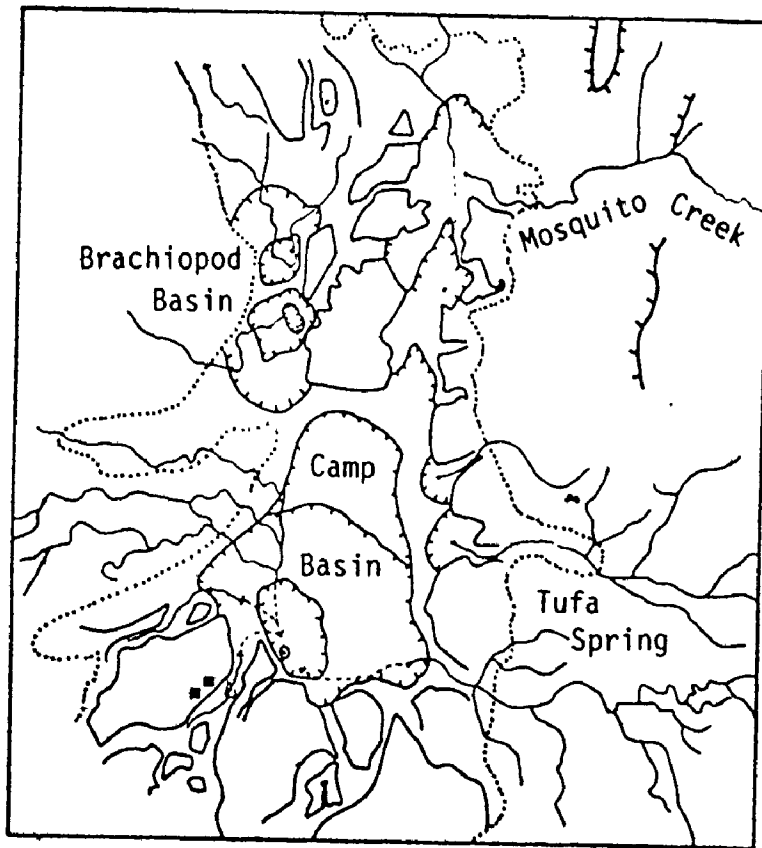 Mosquito Creek
Brachiopod
Basin
Camp
Basin
Tufa
Spring